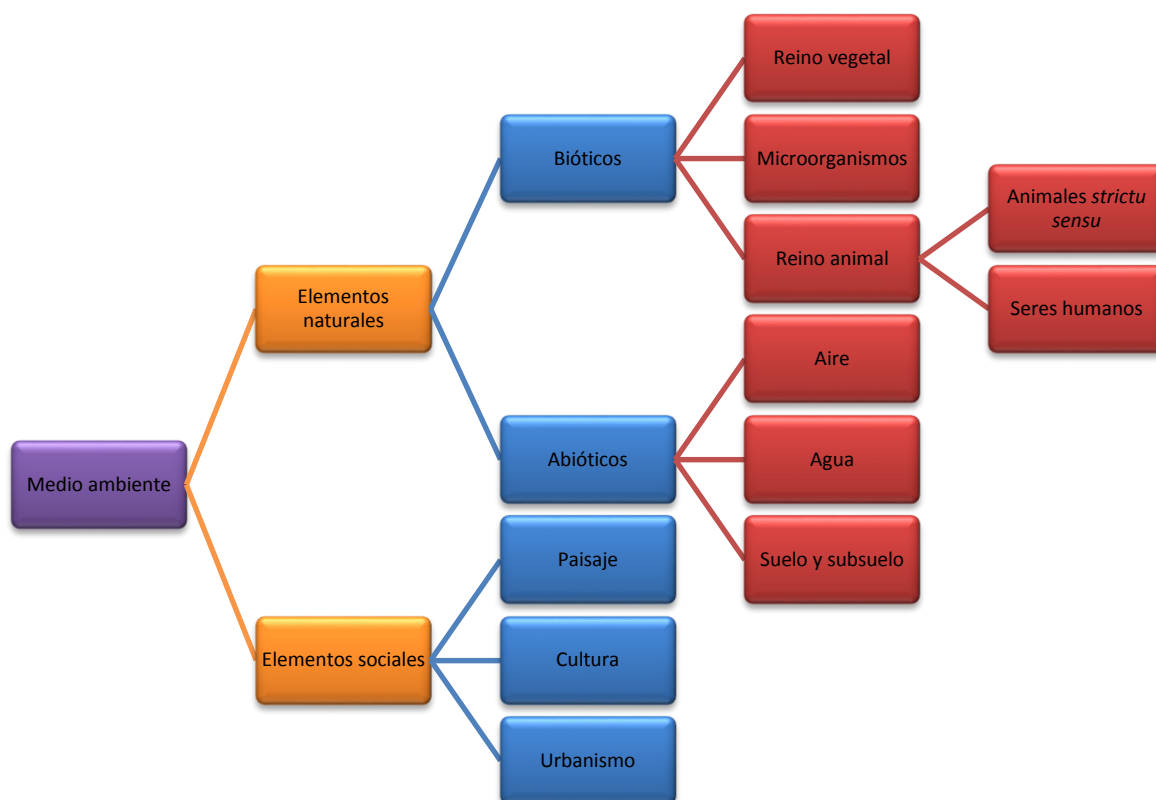 Reino vegetal
Bióticos
Microorganismos
Animales strictu
sensu
Reino animal
Elementos
naturales
Seres humanos
Aire
Medio ambiente
Abióticos
Agua
Paisaje
Suelo y subsuelo
Elementos sociales
Cultura
Urbanismo